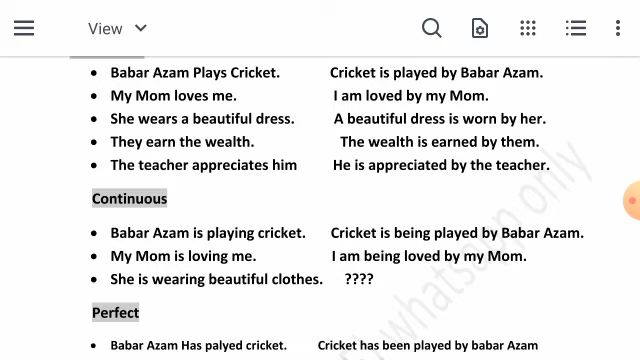 View
• Babar Azam Plays Cricket. Cricket is played by Babar Azam.
• My Mom loves me. I am loved by my Mom.
• She wears a beautiful dress. A beautiful dress is worn by her.
• They earn the wealth. The wealth is earned by them.
• The teacher appreciates him He is appreciated by the teacher.
Continuous
• Babar Azam is playing cricket. Cricket is being played by Babar Azam.
• My Mom is loving me. I am being loved by my Mom.
• She is wearing beautiful clothes. ????
Perfect
• Babar Azam Has palyed cricket. Cricket has been played by babar Azam
only